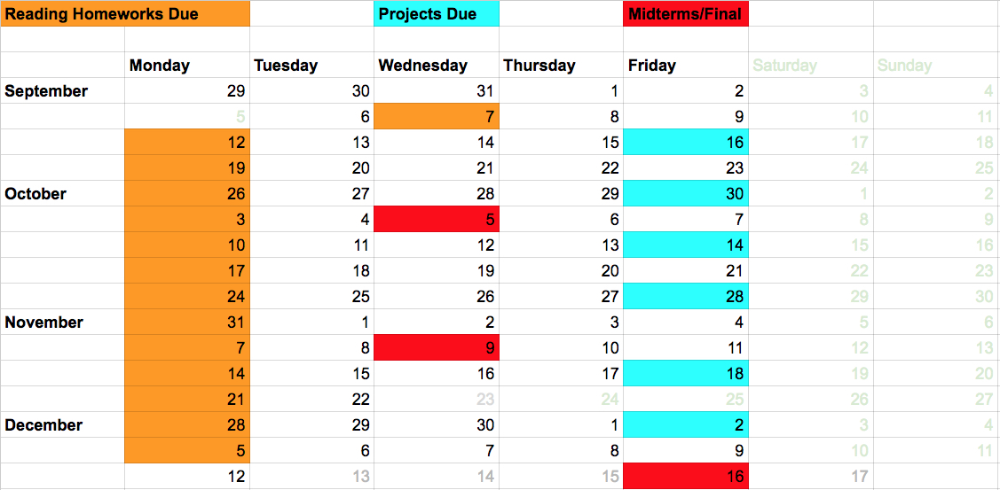 Reading Homeworks Due Projects Due Midterms/Final
Monday Tuesday Wednesday Thursday Friday Saturday Sunday
September 29 30 31 1 2 3 4
5 6 7 8 9 10 11
12 13 14 15 16 17 18
19 20 21 22 23 24 25
October 26 27 28 29 30 1 2
3 4 5 6 7 8 9
10 11 12 13 14 15 16
17 18 19 20 21 22 23
24 25 26 27 28 29 30
November 31 1 2 3 4 5 6
7 8 9 10 11 12 13
14 15 16 17 18 19 20
21 22 23 24 25 26 27
December 28 29 30 1 2 3 4
5 6 7 8 9 10 11
12 13 14 15 16 17